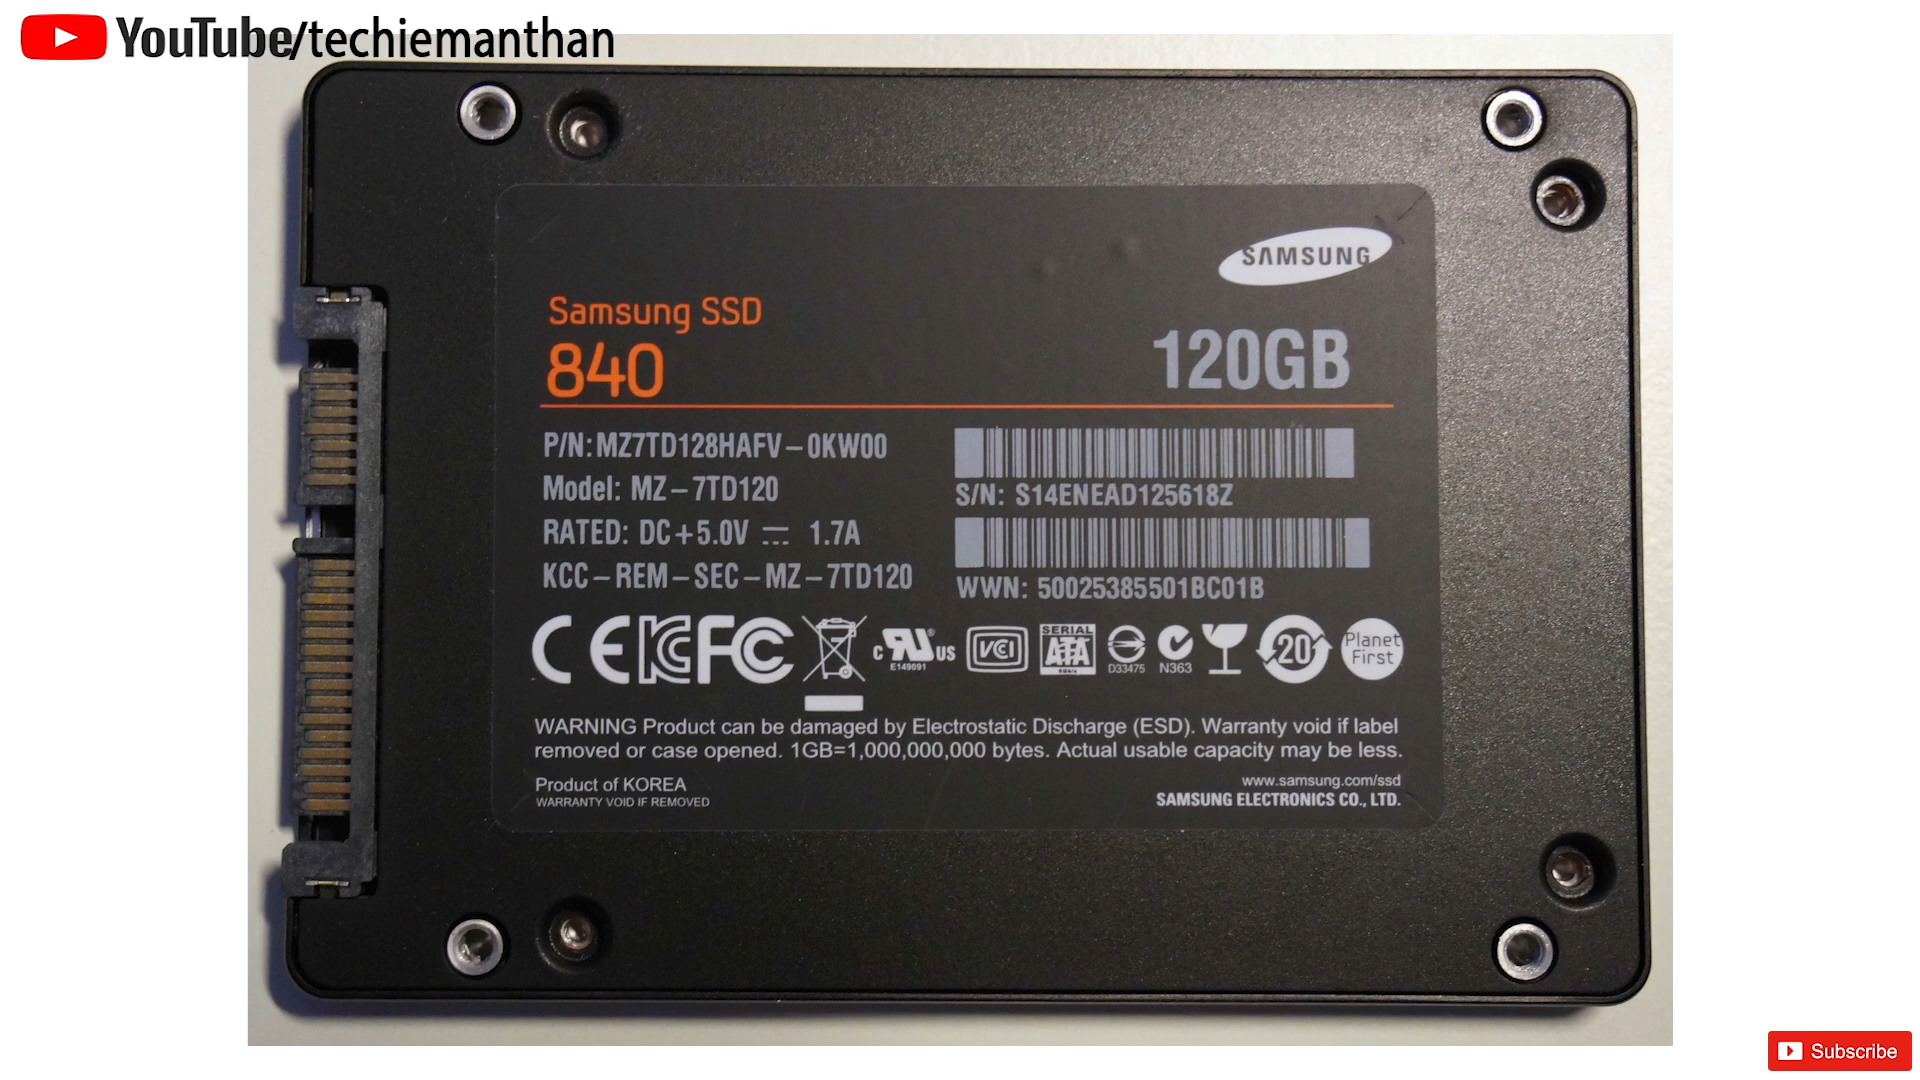 YouTube/techiemanthan
SAMSUNG
Samsung SSD
840
120GB
P/N:MZ7TD128HAFV-0KW00
Model: MZ-7TD120
RATED: DC+5.0V ⎓ 1.7A
KCC-REM-SEC-MZ-7TD120
S/N: S14ENEAD125618Z
WWN: 50025385501BC01B
CE KC FC
c RU® US
E149091
VCI
SERIAL
ATA
D33475
N363
20
Planet
First
WARNING Product can be damaged by Electrostatic Discharge (ESD). Warranty void if label
removed or case opened. 1GB=1,000,000,000 bytes. Actual usable capacity may be less.
Product of KOREA
WARRANTY VOID IF REMOVED
www.samsung.com/ssd
SAMSUNG ELECTRONICS CO., LTD.
Subscribe